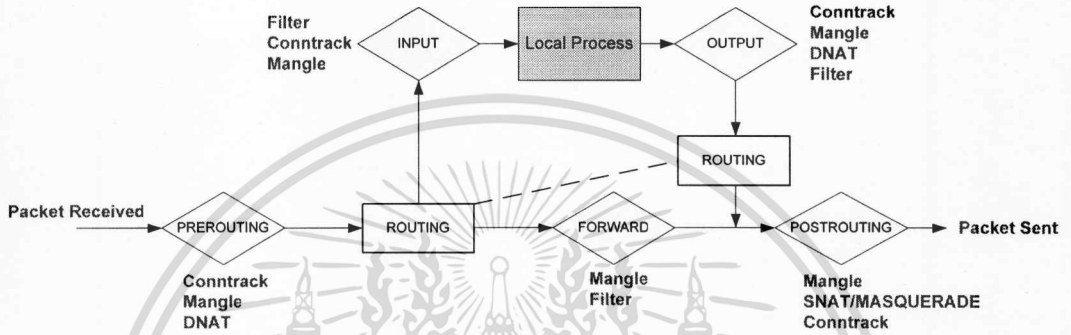 Filter
Conntrack
Mangle
INPUT
Local Process
OUTPUT
Conntrack
Mangle
DNAT
Filter
ROUTING
Packet Received
PREROUTING
ROUTING
FORWARD
POSTROUTING
Packet Sent
Conntrack
Mangle
DNAT
Mangle
Filter
Mangle
SNAT/MASQUERADE
Conntrack